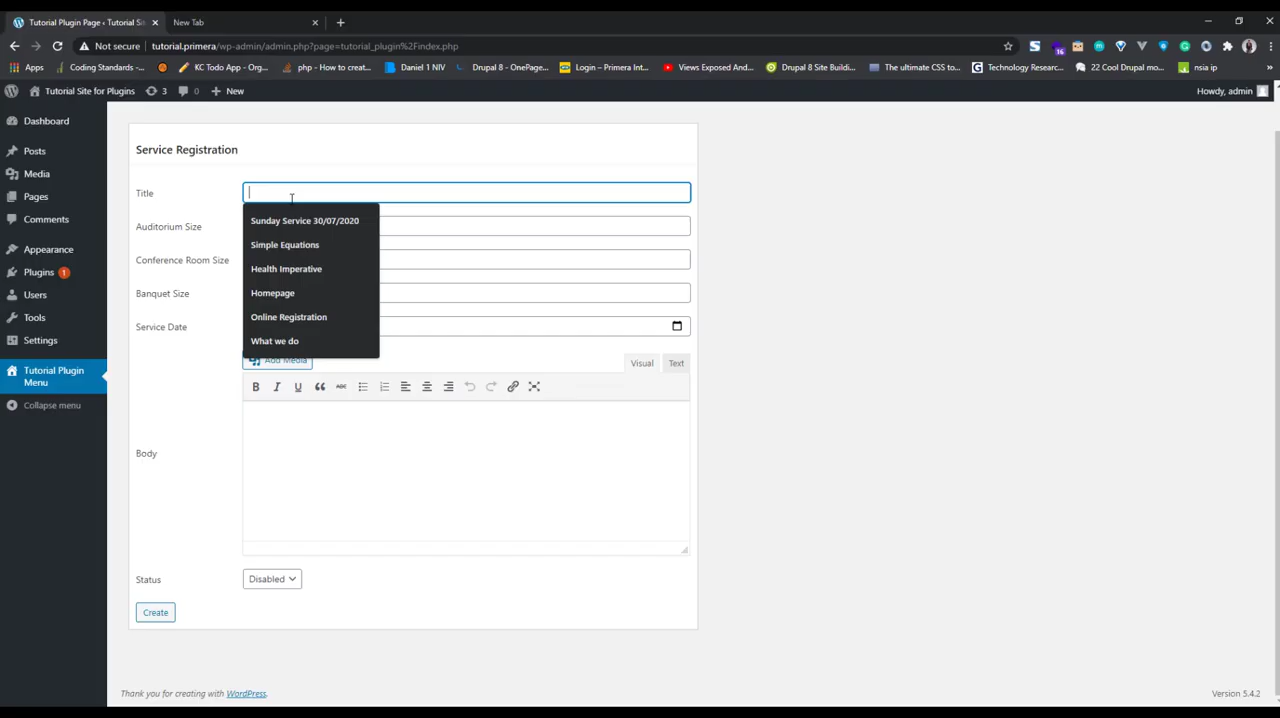 Tutorial Plugin Page ‹ Tutorial Sit
New Tab
Not secure
tutorial.primera/wp-admin/admin.php?page=tutorial_plugin%2Findex.php
16
Apps
Coding Standards -...
KC Todo App - Org...
php - How to creat...
Daniel 1 NIV
Drupal 8 - OnePage...
Login – Primera Int...
Views Exposed And...
Drupal 8 Site Buildi...
The ultimate CSS to...
Technology Researc...
22 Cool Drupal mo...
nsia ip
»
Tutorial Site for Plugins
3
0
New
Howdy, admin
Dashboard
Posts
Media
Pages
Comments
Appearance
Plugins 1
Users
Tools
Settings
Tutorial Plugin
Menu
Collapse menu
Service Registration
Title
Sunday Service 30/07/2020
Simple Equations
Health Imperative
Homepage
Online Registration
What we do
Auditorium Size
Conference Room Size
Banquet Size
Service Date
Add Media
Visual
Text
B I U ABC
Body
Status
Disabled
Create
Thank you for creating with WordPress.
Version 5.4.2